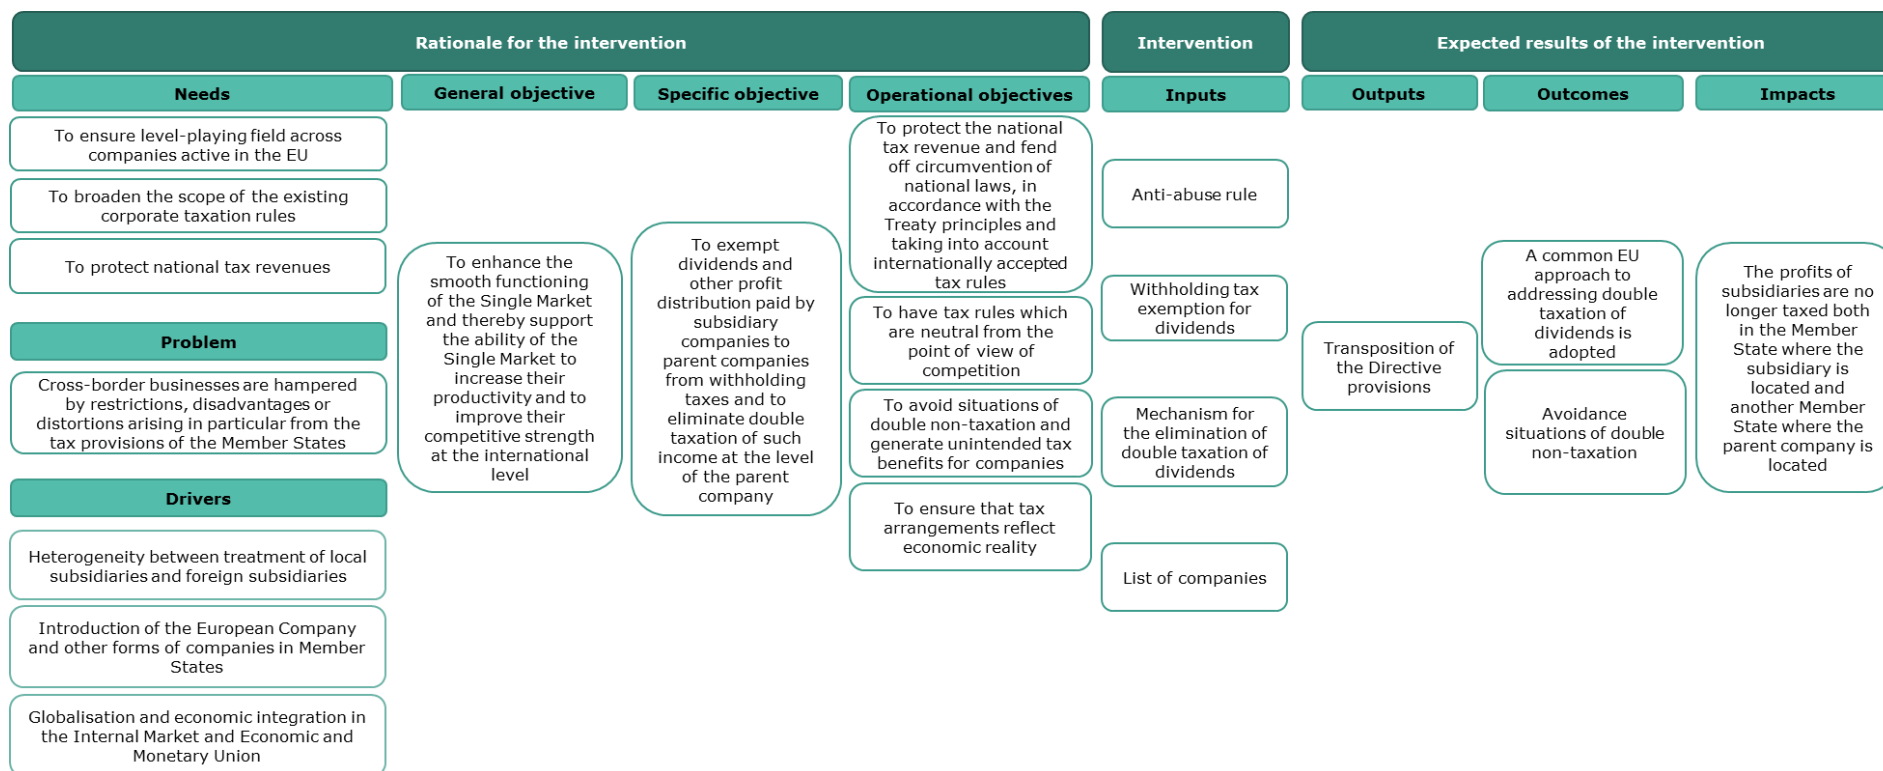 Rationale for the intervention
Intervention
Expected results of the intervention
Needs
General objective
Specific objective
Operational objectives
Inputs
Outputs
Outcomes
Impacts
To ensure level-playing field across
companies active in the EU
To broaden the scope of the existing
corporate taxation rules
To protect national tax revenues
Problem
Cross-border businesses are hampered
by restrictions, disadvantages or
distortions arising in particular from the
tax provisions of the Member States
Drivers
Heterogeneity between treatment of local
subsidiaries and foreign subsidiaries
Introduction of the European Company
and other forms of companies in Member
States
Globalisation and economic integration in
the Internal Market and Economic and
Monetary Union
To enhance the
smooth functioning
of the Single Market
and thereby support
the ability of the
Single Market to
increase their
productivity and to
improve their
competitive strength
at the international
level
To exempt
dividends and
other profit
distribution paid by
subsidiary
companies to
parent companies
from withholding
taxes and to
eliminate double
taxation of such
income at the level
of the parent
company
To protect the national
tax revenue and fend
off circumvention of
national laws, in
accordance with the
Treaty principles and
taking into account
internationally accepted
tax rules
To have tax rules which
are neutral from the
point of view of
competition
To avoid situations of
double non-taxation and
generate unintended tax
benefits for companies
To ensure that tax
arrangements reflect
economic reality
Anti-abuse rule
Withholding tax
exemption for
dividends
Mechanism for
the elimination of
double taxation of
dividends
List of companies
Transposition of
the Directive
provisions
A common EU
approach to
addressing double
taxation of
dividends is
adopted
Avoidance
situations of double
non-taxation
The profits of
subsidiaries are no
longer taxed both
in the Member
State where the
subsidiary is
located and
another Member
State where the
parent company is
located